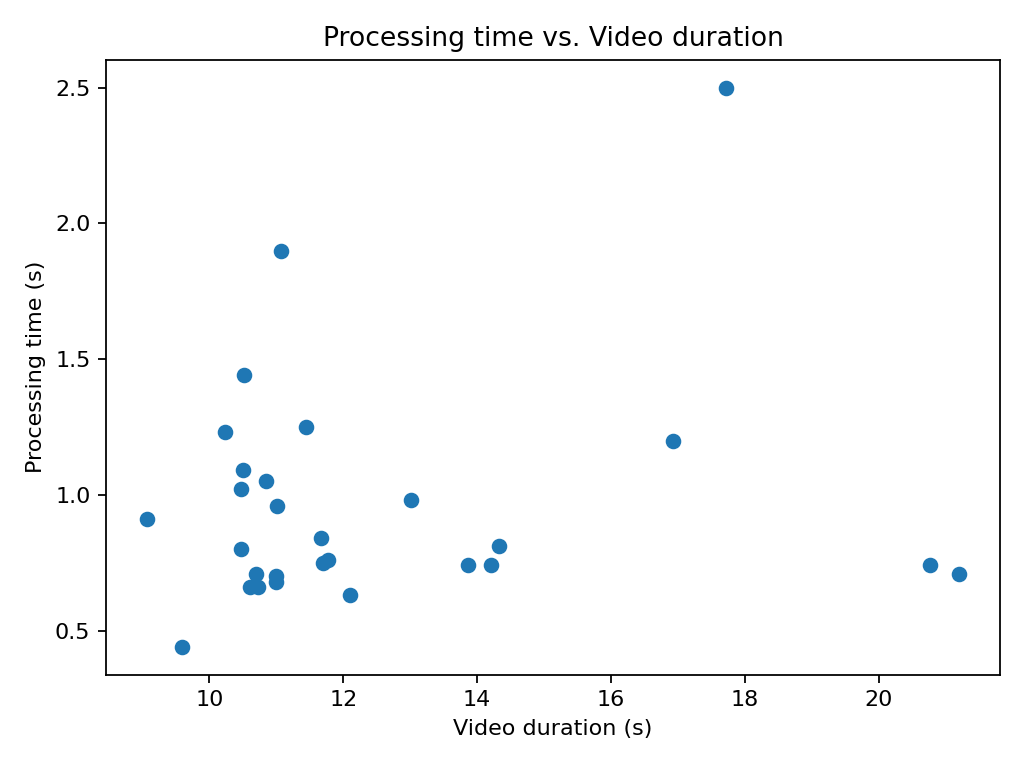 Processing time vs. Video duration
Processing time (s)
2.5
2.0
1.5
1.0
0.5
10 12 14 16 18 20
Video duration (s)